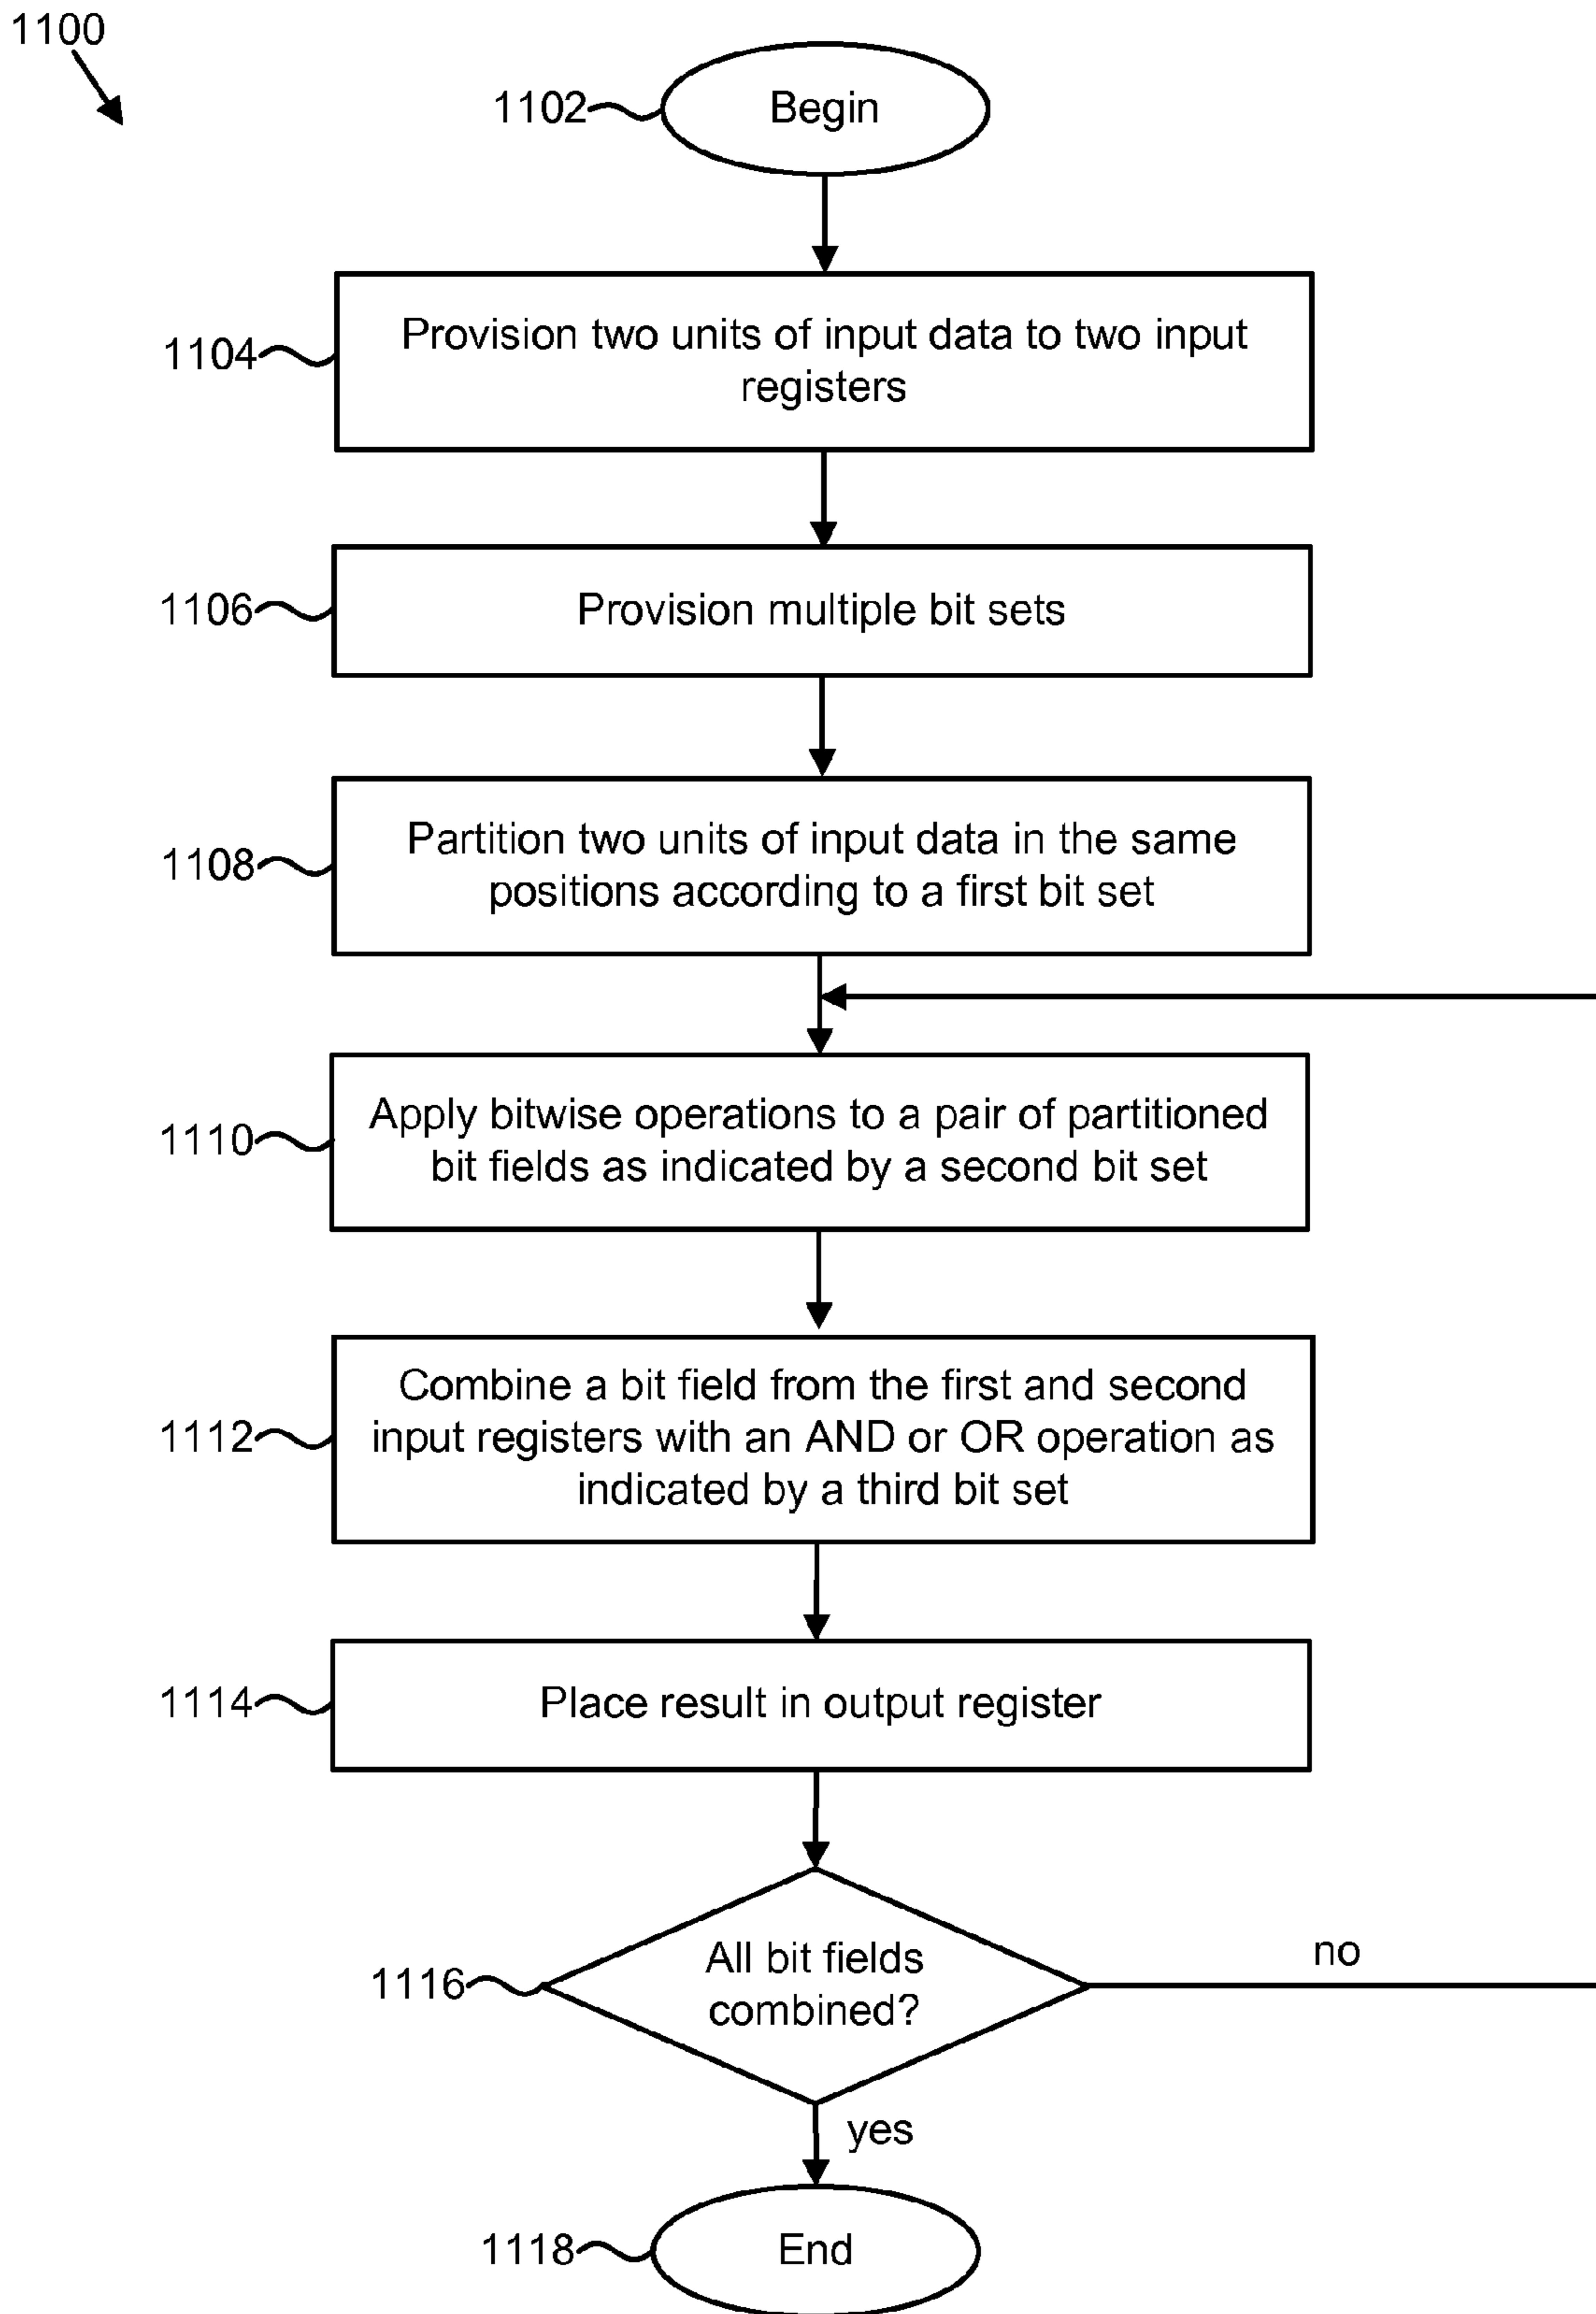 1100
1102
Begin
1104
Provision two units of input data to two input
registers
1106
Provision multiple bit sets
1108
Partition two units of input data in the same
positions according to a first bit set
1110
Apply bitwise operations to a pair of partitioned
bit fields as indicated by a second bit set
1112
Combine a bit field from the first and second
input registers with an AND or OR operation as
indicated by a third bit set
1114
Place result in output register
1116
All bit fields
combined?
no
yes
1118
End